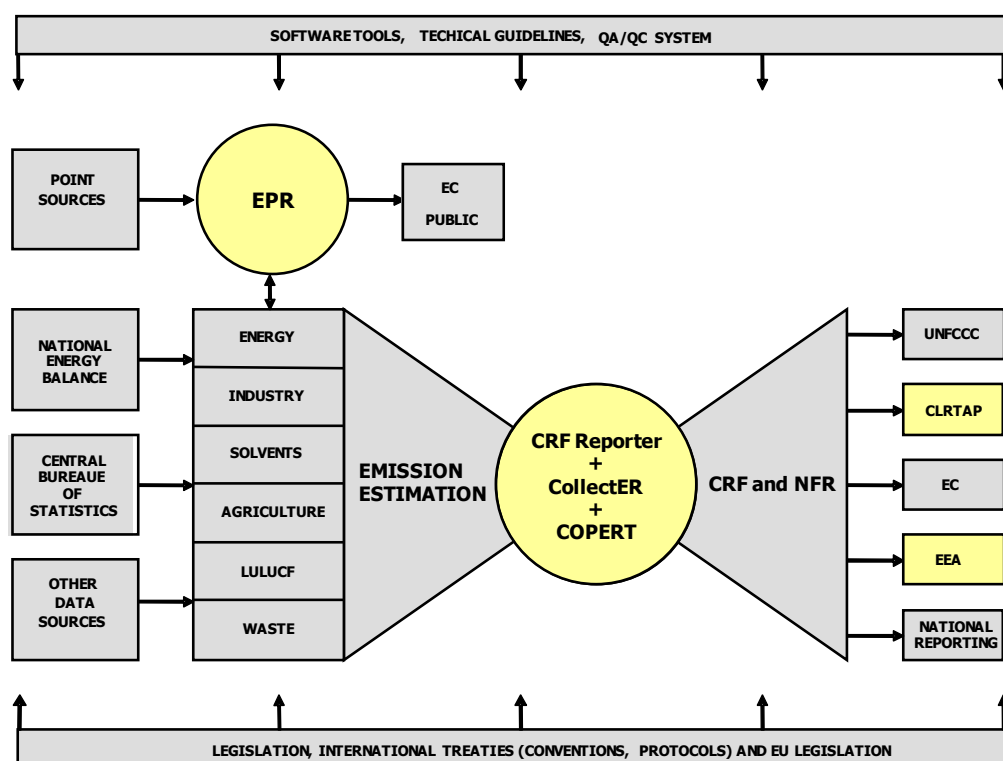 SOFTWARE TOOLS, TECHICAL GUIDELINES, QA/QC SYSTEM
POINT
SOURCES
EPR
EC
PUBLIC
NATIONAL
ENERGY
BALANCE
CENTRAL
BUREAUE
OF
STATISTICS
OTHER
DATA
SOURCES
ENERGY
INDUSTRY
SOLVENTS
AGRICULTURE
LULUCF
WASTE
EMISSION
ESTIMATION
CRF Reporter
+
CollectER
+
COPERT
CRF and NFR
UNFCCC
CLRTAP
EC
EEA
NATIONAL
REPORTING
LEGISLATION, INTERNATIONAL TREATIES (CONVENTIONS, PROTOCOLS) AND EU LEGISLATION